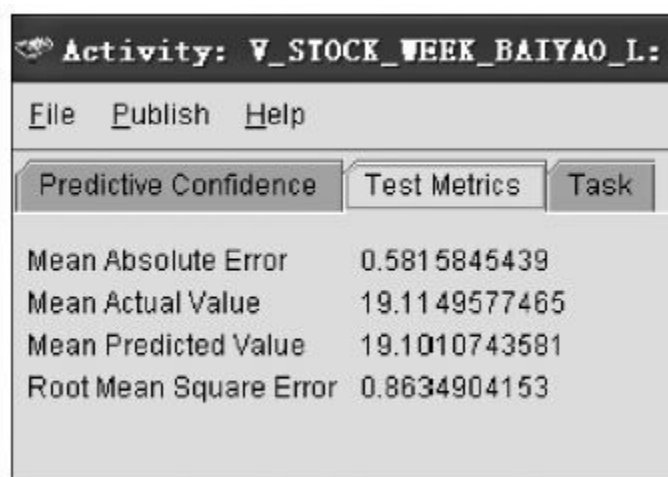 Activity: V_STOCK_WEEK_BAIYAO_L:
File Publish Help
Predictive Confidence Test Metrics Task
Mean Absolute Error 0.5815845439
Mean Actual Value 19.1149577465
Mean Predicted Value 19.1010743581
Root Mean Square Error 0.8634904153